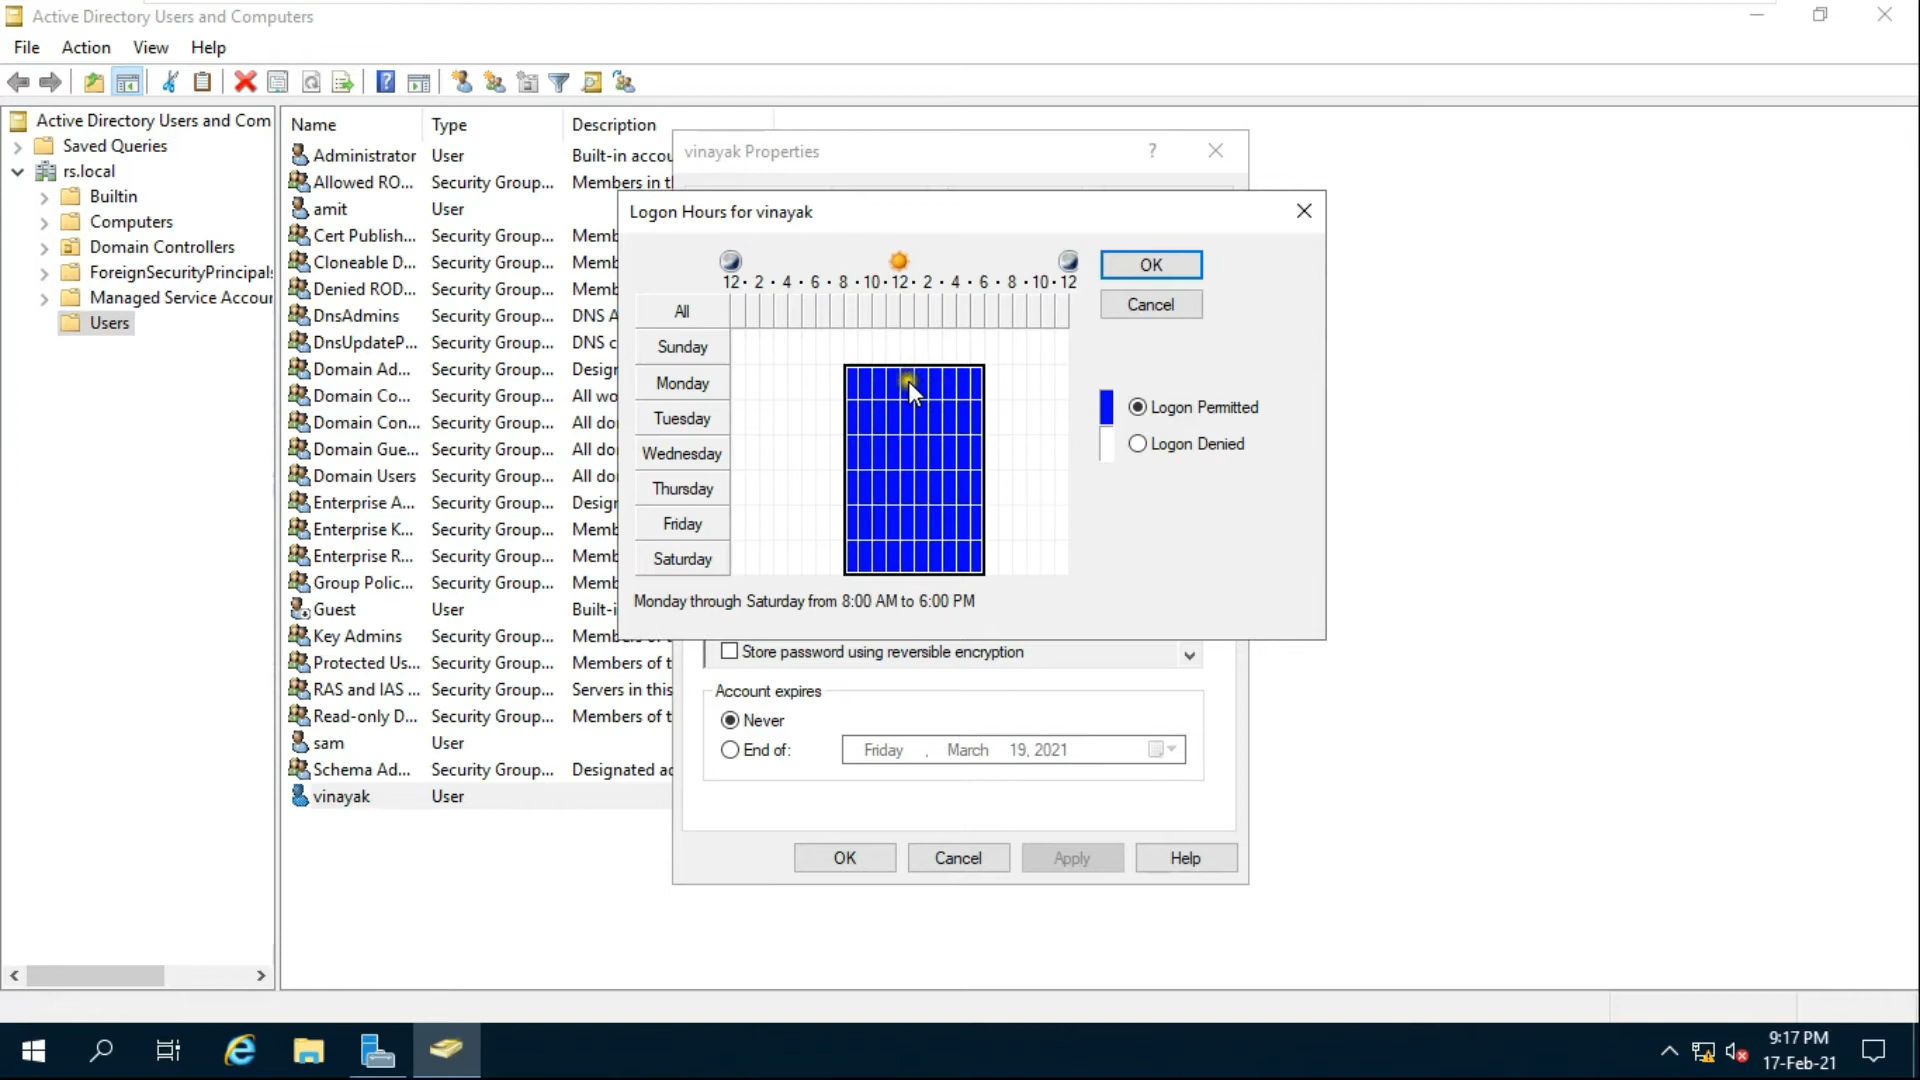 Active Directory Users and Computers
File Action View Help
Active Directory Users and Com
Saved Queries
rs.local
Builtin
Computers
Domain Controllers
ForeignSecurityPrincipals
Managed Service Accour
Users
Name Type Description
Administrator User Built-in accou
Allowed RO... Security Group... Members in t
amit User
Cert Publish... Security Group... Memb
Cloneable D... Security Group... Memb
Denied ROD... Security Group... Memb
DnsAdmins Security Group... DNS A
DnsUpdateP... Security Group... DNS c
Domain Ad... Security Group... Desig
Domain Co... Security Group... All wo
Domain Con... Security Group... All do
Domain Gue... Security Group... All do
Domain Users Security Group... All do
Enterprise A... Security Group... Desig
Enterprise K... Security Group... Memb
Enterprise R... Security Group... Memb
Group Polic... Security Group... Memb
Guest User Built-i
Key Admins Security Group... Members of t
Protected Us... Security Group... Members of t
RAS and IAS ... Security Group... Servers in this
Read-only D... Security Group... Members of t
sam User
Schema Ad... Security Group... Designated ac
vinayak User
vinayak Properties ?
Logon Hours for vinayak
12 · 2 · 4 · 6 · 8 · 10 · 12 · 2 · 4 · 6 · 8 · 10 · 12
All
Sunday
Monday
Tuesday
Wednesday
Thursday
Friday
Saturday
OK
Cancel
Logon Permitted
Logon Denied
Monday through Saturday from 8:00 AM to 6:00 PM
Store password using reversible encryption
Account expires
Never
End of: Friday , March 19, 2021
OK Cancel Apply Help
9:17 PM
17-Feb-21